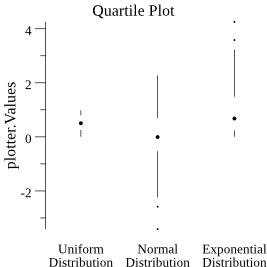 Quartile Plot
plotter.Values
4
2
0
-2
Uniform Distribution
Normal Distribution
Exponential Distribution